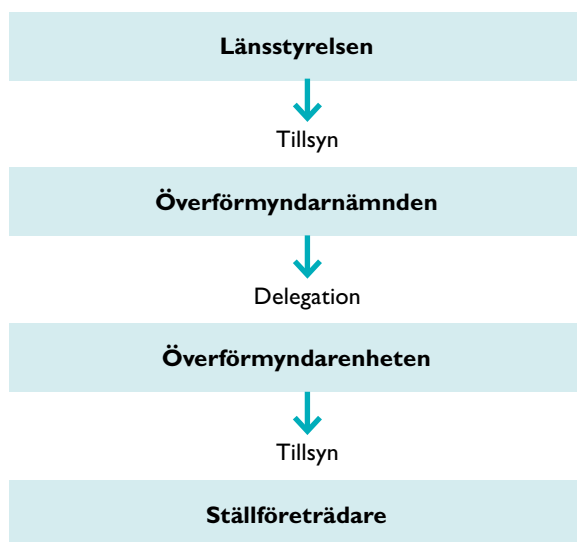 Länsstyrelsen
Tillsyn
Överförmyndarnämnden
Delegation
Överförmyndarenheten
Tillsyn
Ställföreträdare